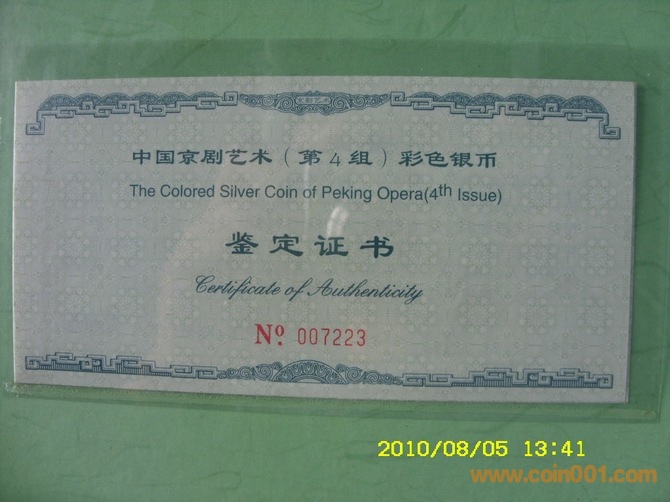 中国京剧艺术（第4组）彩色银币
The Colored Silver Coin of Peking Opera(4th Issue)
鉴定证书
Certificate of Authenticity
Nº 007223
2010/08/05 13:41
www.coin001.com